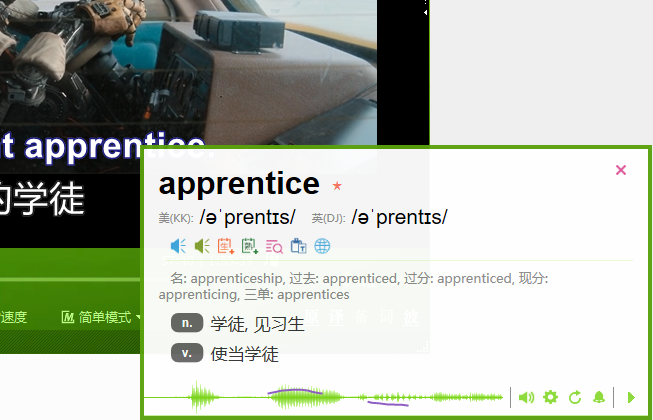 t apprentice.
的学徒
apprentice
美(KK): /əˈprentɪs/ 英(DJ): /əˈprentɪs/
名: apprenticeship, 过去: apprenticed, 过分: apprenticed, 现分:
apprenticing, 三单: apprentices
n. 学徒, 见习生
v. 使当学徒
速度 简单模式